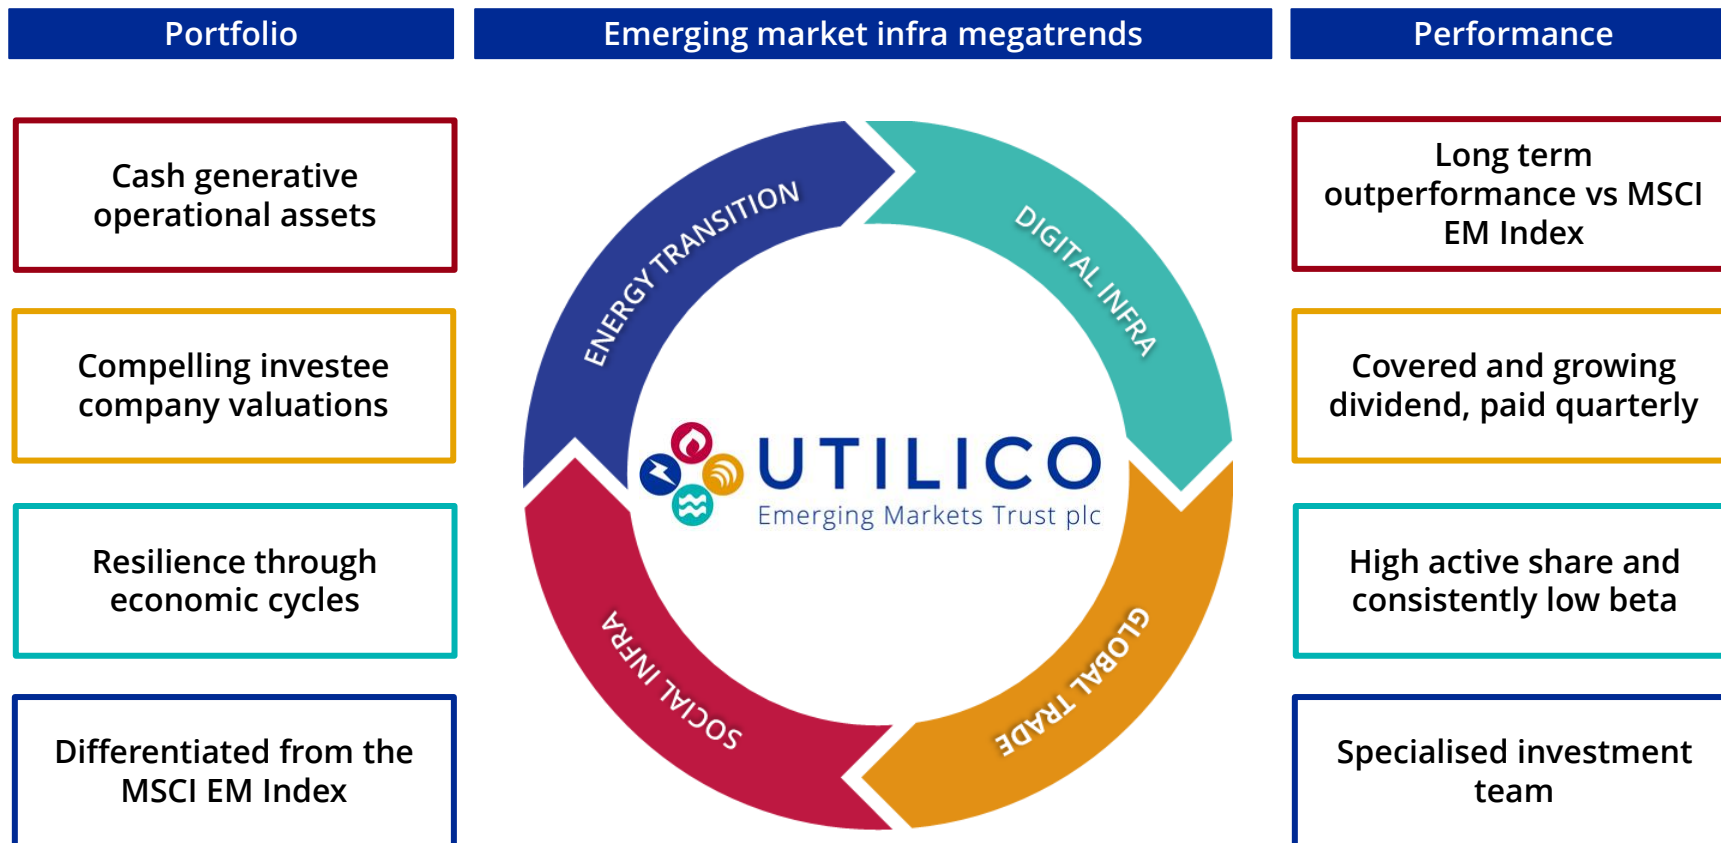 Portfolio
Emerging market infra megatrends
Performance
Cash generative
operational assets
Compelling investee
company valuations
Resilience through
economic cycles
Differentiated from the
MSCI EM Index
ENERGY TRANSITION
DIGITAL INFRA
GLOBAL TRADE
SOCIAL INFRA
UTILICO
Emerging Markets Trust plc
Long term
outperformance vs MSCI
EM Index
Covered and growing
dividend, paid quarterly
High active share and
consistently low beta
Specialised investment
team